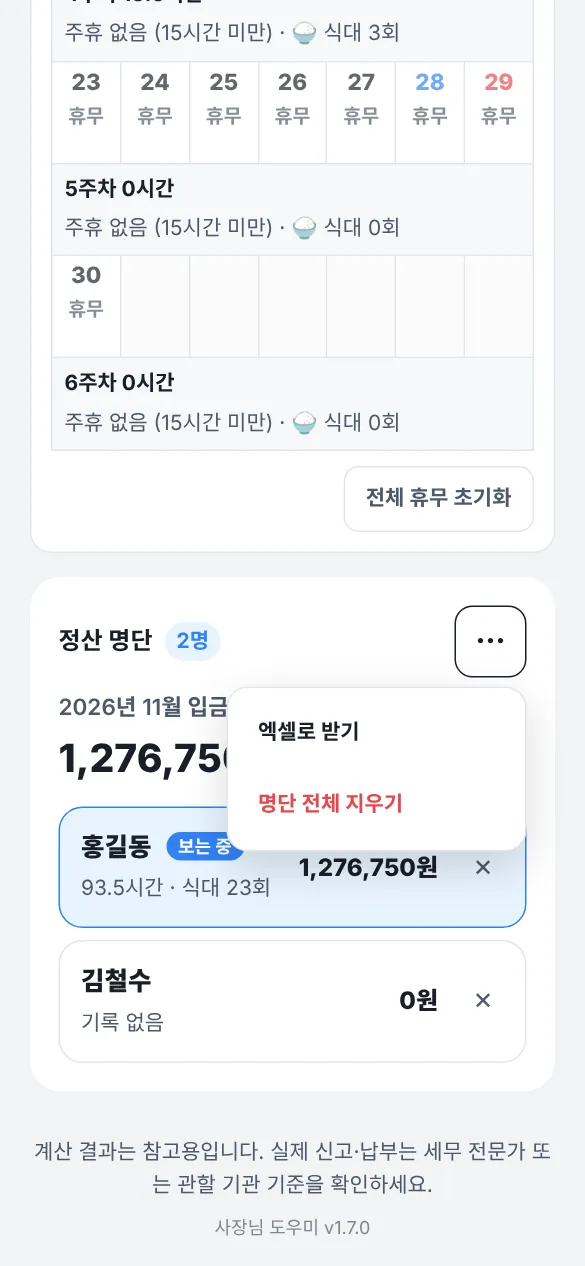 주휴 없음 (15시간 미만) · 🍚 식대 3회
23 24 25 26 27 28 29
휴무 휴무 휴무 휴무 휴무 휴무 휴무
5주차 0시간
주휴 없음 (15시간 미만) · 🍚 식대 0회
30
휴무
6주차 0시간
주휴 없음 (15시간 미만) · 🍚 식대 0회
전체 휴무 초기화
정산 명단 2명
2026년 11월 입금
엑셀로 받기
1,276,75
명단 전체 지우기
홍길동 보는 중
1,276,750원 ×
93.5시간 · 식대 23회
김철수
0원 ×
기록 없음
계산 결과는 참고용입니다. 실제 신고·납부는 세무 전문가 또
는 관할 기관 기준을 확인하세요.
사장님 도우미 v1.7.0